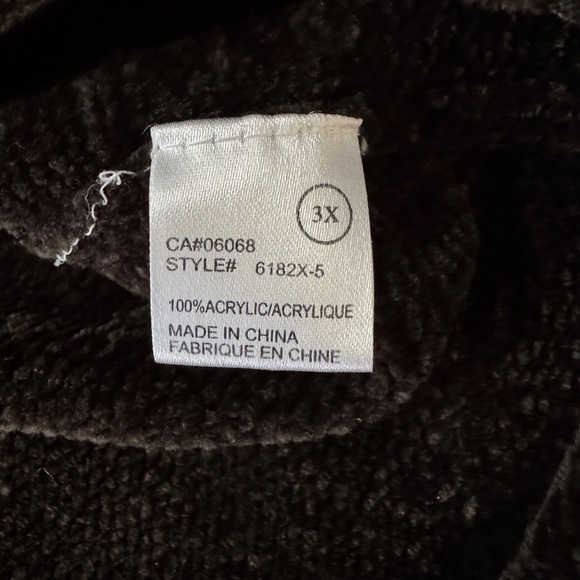 3X
CA#06068
STYLE# 6182X-5
100%ACRYLIC/ACRYLIQUE
MADE IN CHINA
FABRIQUE EN CHINE